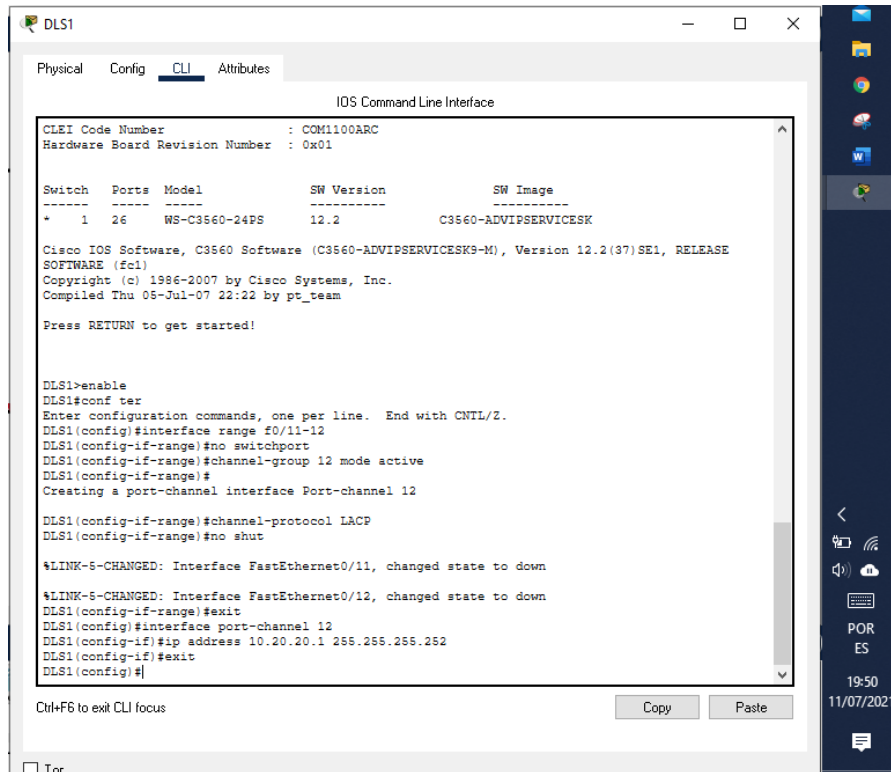 DLS1
Physical Config CLI Attributes
IOS Command Line Interface
CLEI Code Number : COM1100ARC
Hardware Board Revision Number : 0x01
Switch Ports Model SW Version SW Image
------ ----- ----- ---------- ----------
* 1 26 WS-C3560-24PS 12.2 C3560-ADVIPSERVICESK
Cisco IOS Software, C3560 Software (C3560-ADVIPSERVICESK9-M), Version 12.2(37)SE1, RELEASE
SOFTWARE (fc1)
Copyright (c) 1986-2007 by Cisco Systems, Inc.
Compiled Thu 05-Jul-07 22:22 by pt_team
Press RETURN to get started!
DLS1>enable
DLS1#conf ter
Enter configuration commands, one per line. End with CNTL/Z.
DLS1(config)#interface range f0/11-12
DLS1(config-if-range)#no switchport
DLS1(config-if-range)#channel-group 12 mode active
DLS1(config-if-range)#
Creating a port-channel interface Port-channel 12
DLS1(config-if-range)#channel-protocol LACP
DLS1(config-if-range)#no shut
%LINK-5-CHANGED: Interface FastEthernet0/11, changed state to down
%LINK-5-CHANGED: Interface FastEthernet0/12, changed state to down
DLS1(config-if-range)#exit
DLS1(config)#interface port-channel 12
DLS1(config-if)#ip address 10.20.20.1 255.255.255.252
DLS1(config-if)#exit
DLS1(config)#
Ctrl+F6 to exit CLI focus
Copy Paste
POR
ES
19:50
11/07/2021